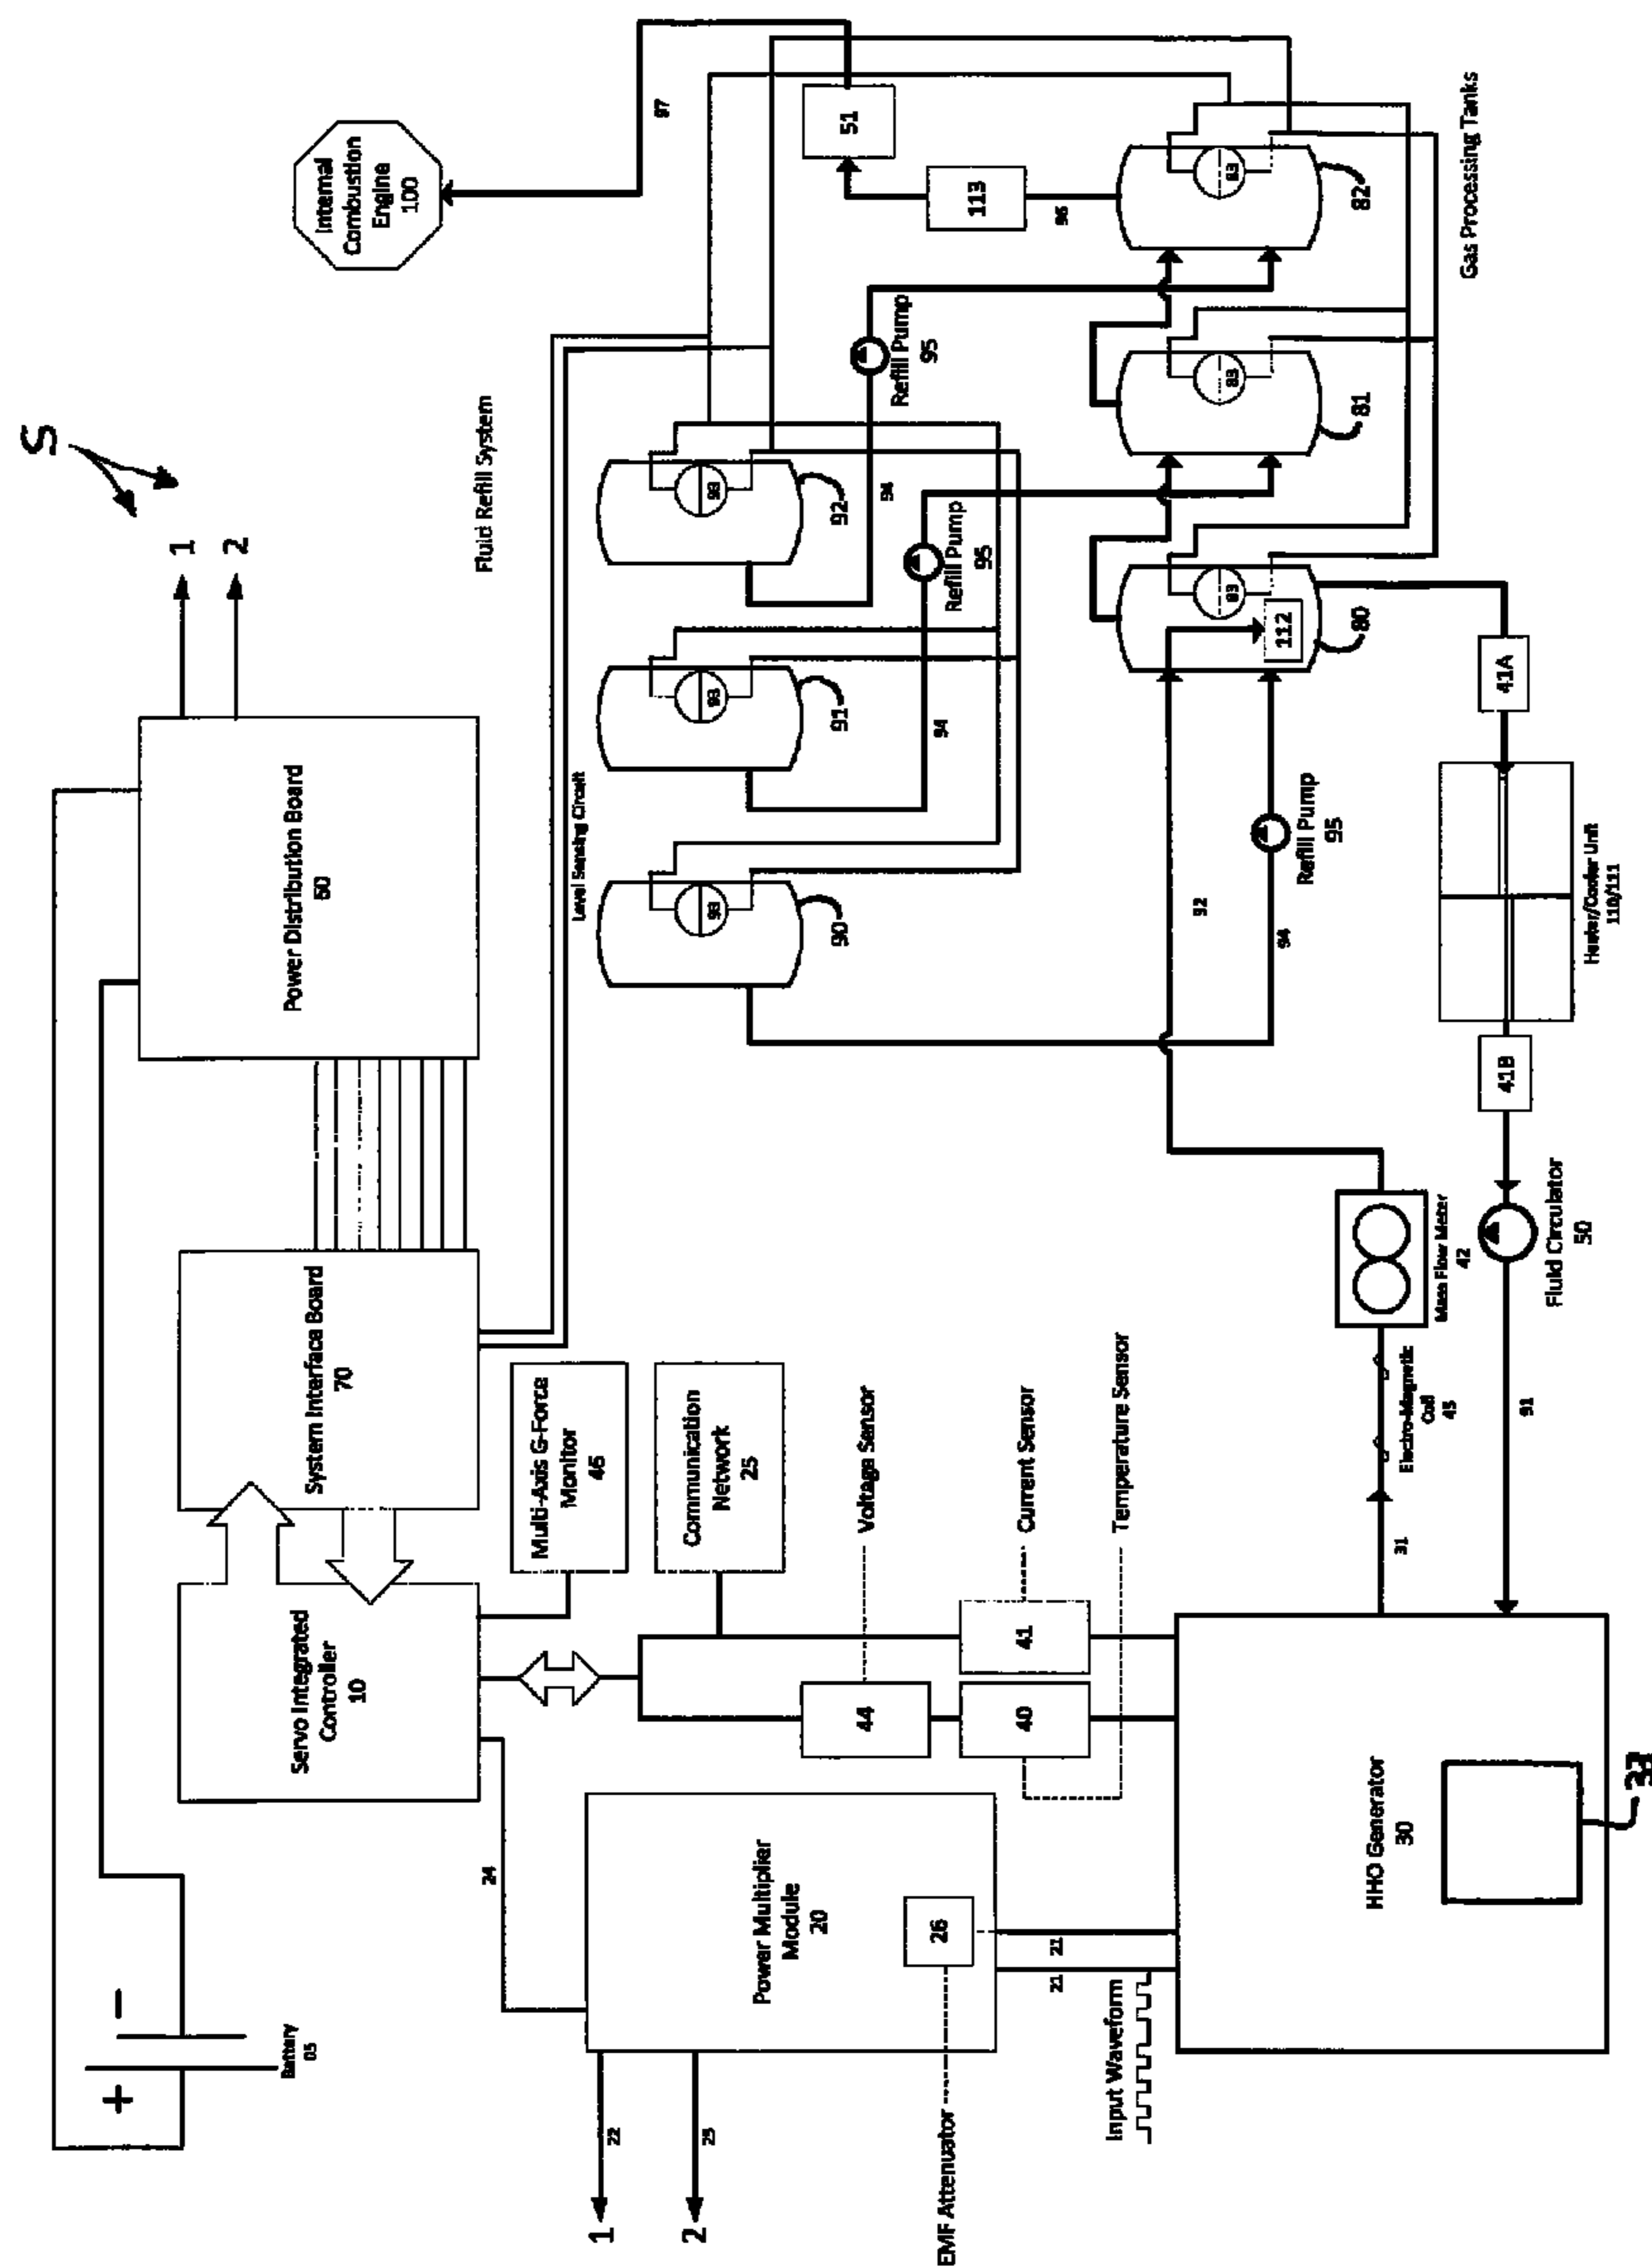 S
1
2
+
−
Battery
05
Power Distribution Board
60
System Interface Board
70
Servo Integrated
Controller
10
Multi-Axis G-Force
Monitor
46
Communication
Network
25
24
Power Multiplier
Module
20
26
22
1
2
EMF Attenuator
21
21
Input Waveform
44
40
41
Voltage Sensor
Current Sensor
Temperature Sensor
HHO Generator
30
31
Electro-Magnetic
Coil
45
Mass Flow Meter
42
Fluid Circulator
50
91
41B
Heater/Cooler Unit
110/111
41A
Fluid Refill System
Level Sensing Circuit
93
90
93
91
93
92
94
94
94
92
Refill Pump
95
Refill Pump
95
Refill Pump
95
83
112
80
83
81
83
82
Gas Processing Tanks
96
113
51
97
Internal
Combustion
Engine
100